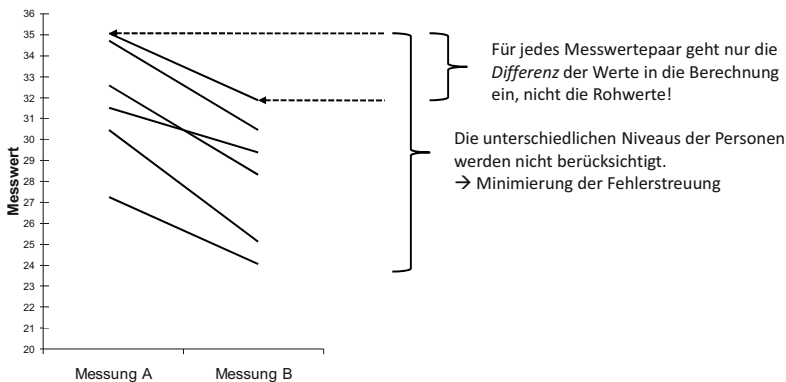 36
35
34
33
32
31
30
29
28
27
26
25
24
23
22
21
20
Messwert
Messung A
Messung B
Für jedes Messwertepaar geht nur die
Differenz der Werte in die Berechnung
ein, nicht die Rohwerte!
Die unterschiedlichen Niveaus der Personen
werden nicht berücksichtigt.
→ Minimierung der Fehlerstreuung